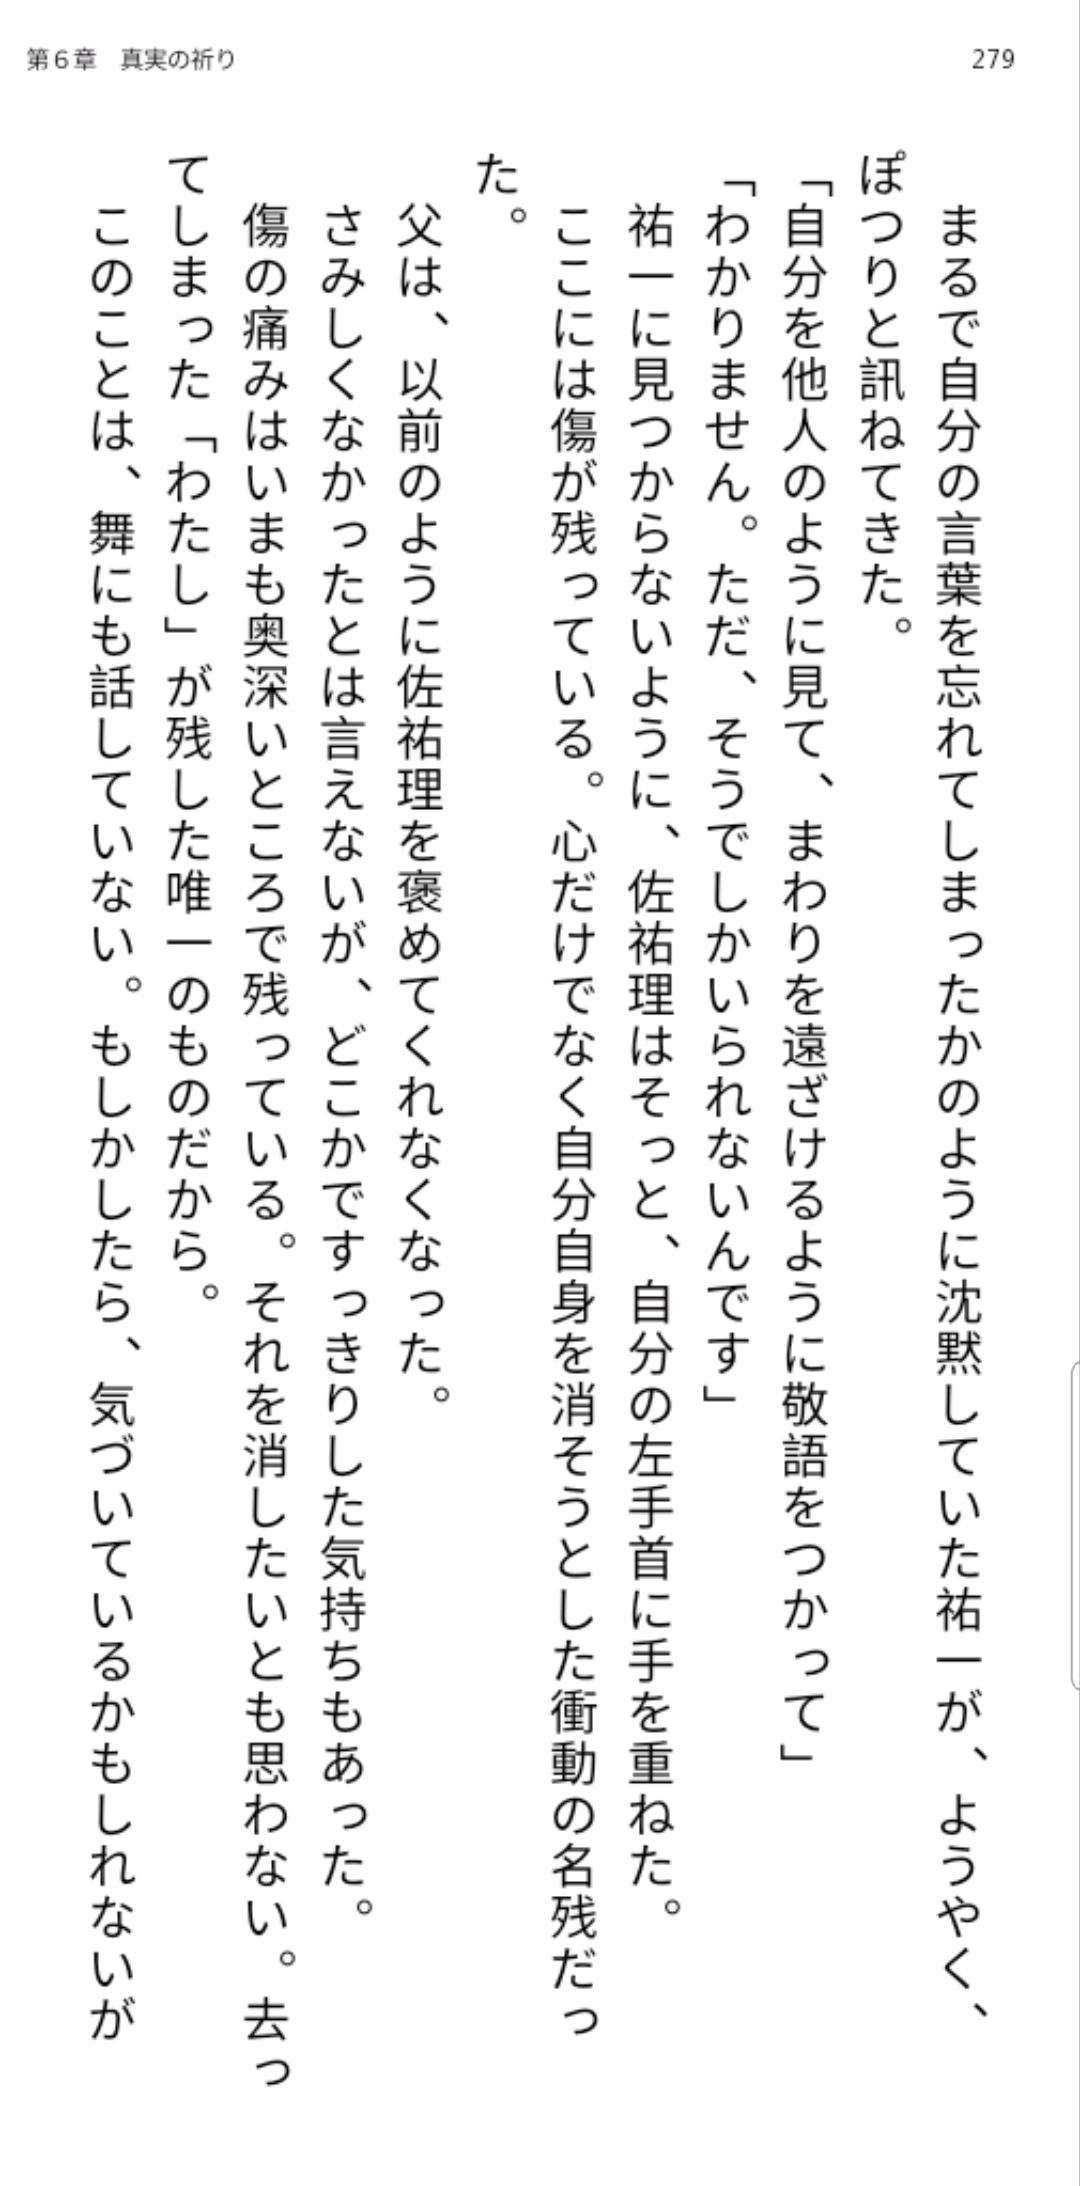 第６章　真実の祈り
279
まるで自分の言葉を忘れてしまったかのように沈黙していた祐一が、ようやく、
ぽつりと訊ねてきた。
「自分を他人のように見て、まわりを遠ざけるように敬語をつかって」
「わかりません。ただ、そうでしかいられないんです」
祐一に見つからないように、佐祐理はそっと、自分の左手首に手を重ねた。
ここには傷が残っている。心だけでなく自分自身を消そうとした衝動の名残だっ
た。
父は、以前のように佐祐理を褒めてくれなくなった。
さみしくなかったとは言えないが、どこかですっきりした気持ちもあった。
傷の痛みはいまも奥深いところで残っている。それを消したいとも思わない。去っ
てしまった「わたし」が残した唯一のものだから。
このことは、舞にも話していない。もしかしたら、気づいているかもしれないが